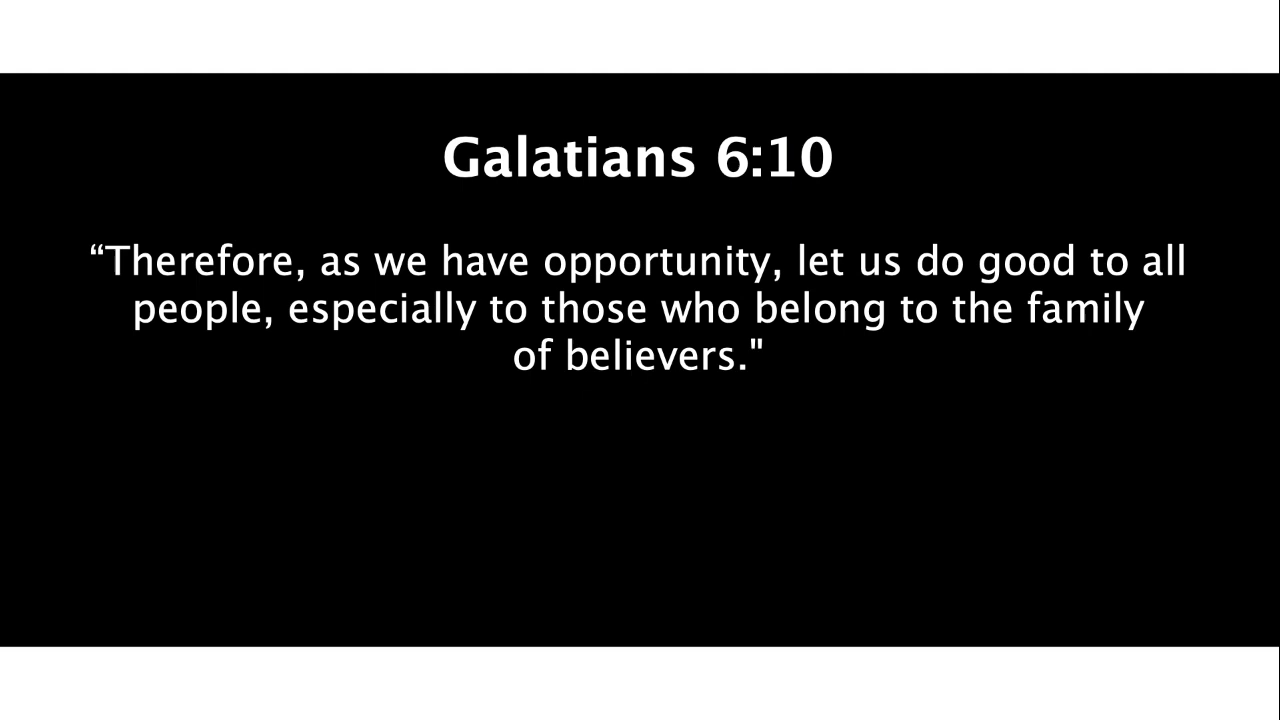 Galatians 6:10
“Therefore, as we have opportunity, let us do good to all
people, especially to those who belong to the family
of believers."